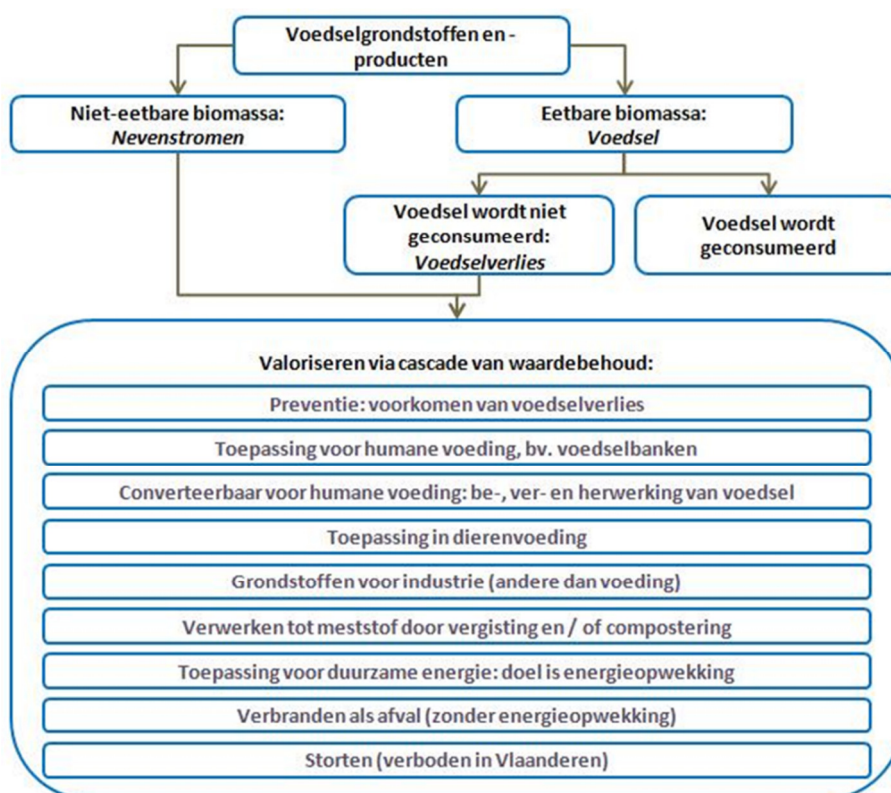 Voedselgrondstoffen en -
producten
Niet-eetbare biomassa:
Nevenstromen
Eetbare biomassa:
Voedsel
Voedsel wordt niet
geconsumeerd:
Voedselverlies
Voedsel wordt
geconsumeerd
Valoriseren via cascade van waardebehoud:
Preventie: voorkomen van voedselverlies
Toepassing voor humane voeding, bv. voedselbanken
Converteerbaar voor humane voeding: be-, ver- en herwerking van voedsel
Toepassing in dierenvoeding
Grondstoffen voor industrie (andere dan voeding)
Verwerken tot meststof door vergisting en / of compostering
Toepassing voor duurzame energie: doel is energieopwekking
Verbranden als afval (zonder energieopwekking)
Storten (verboden in Vlaanderen)